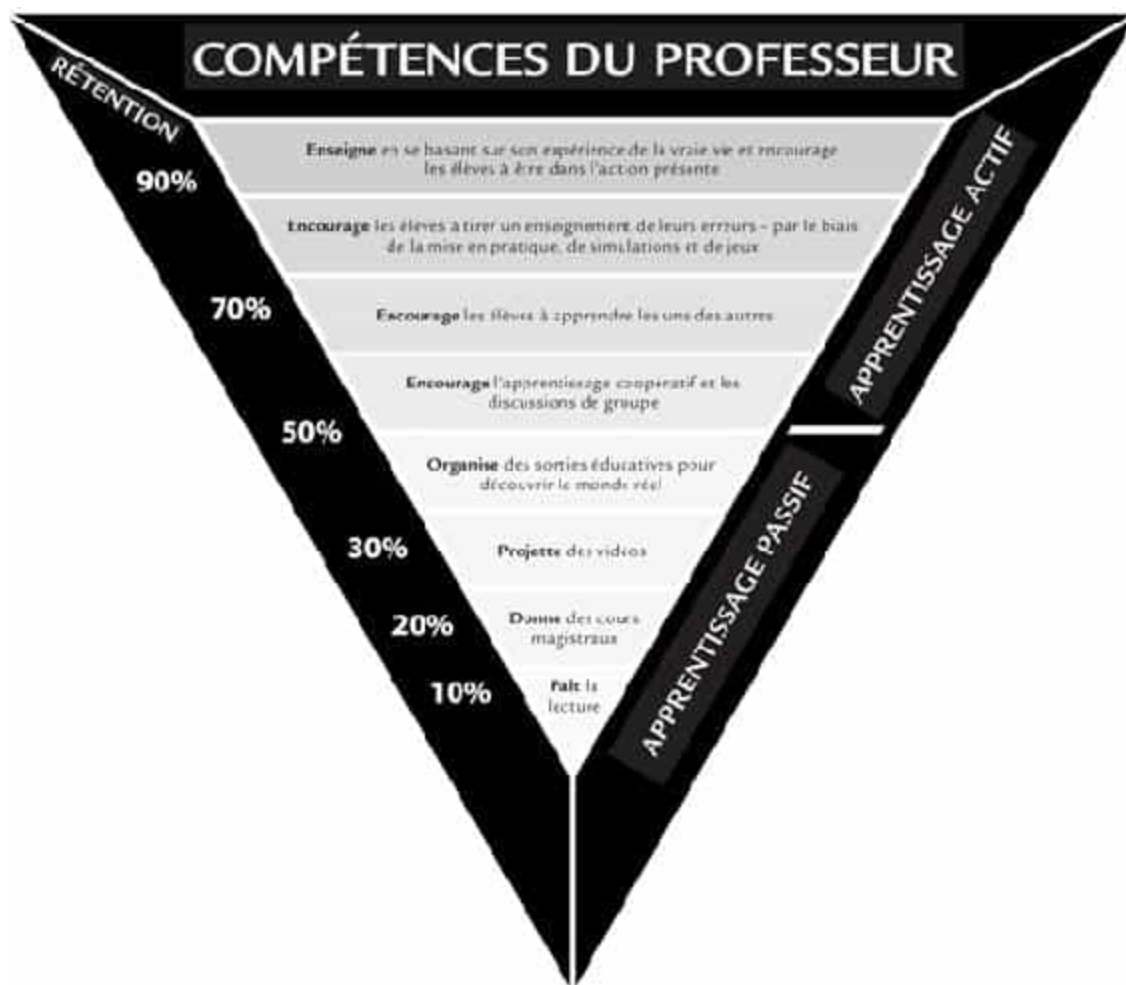 COMPÉTENCES DU PROFESSEUR
RÉTENTION
90%
Enseigne en se basant sur son expérience de la vraie vie et encourage
les élèves à être dans l'action présente
Encourage les élèves à tirer un enseignement de leurs erreurs – par le biais
de la mise en pratique, de simulations et de jeux
70%
Encourage les élèves à apprendre les uns des autres
Encourage l'apprentissage coopératif et les
discussions de groupe
50%
Organise des sorties éducatives pour
découvrir le monde réel
30%
Projette des vidéos
20%
Donne des cours
magistraux
10%
Fait la
lecture
APPRENTISSAGE ACTIF
APPRENTISSAGE PASSIF